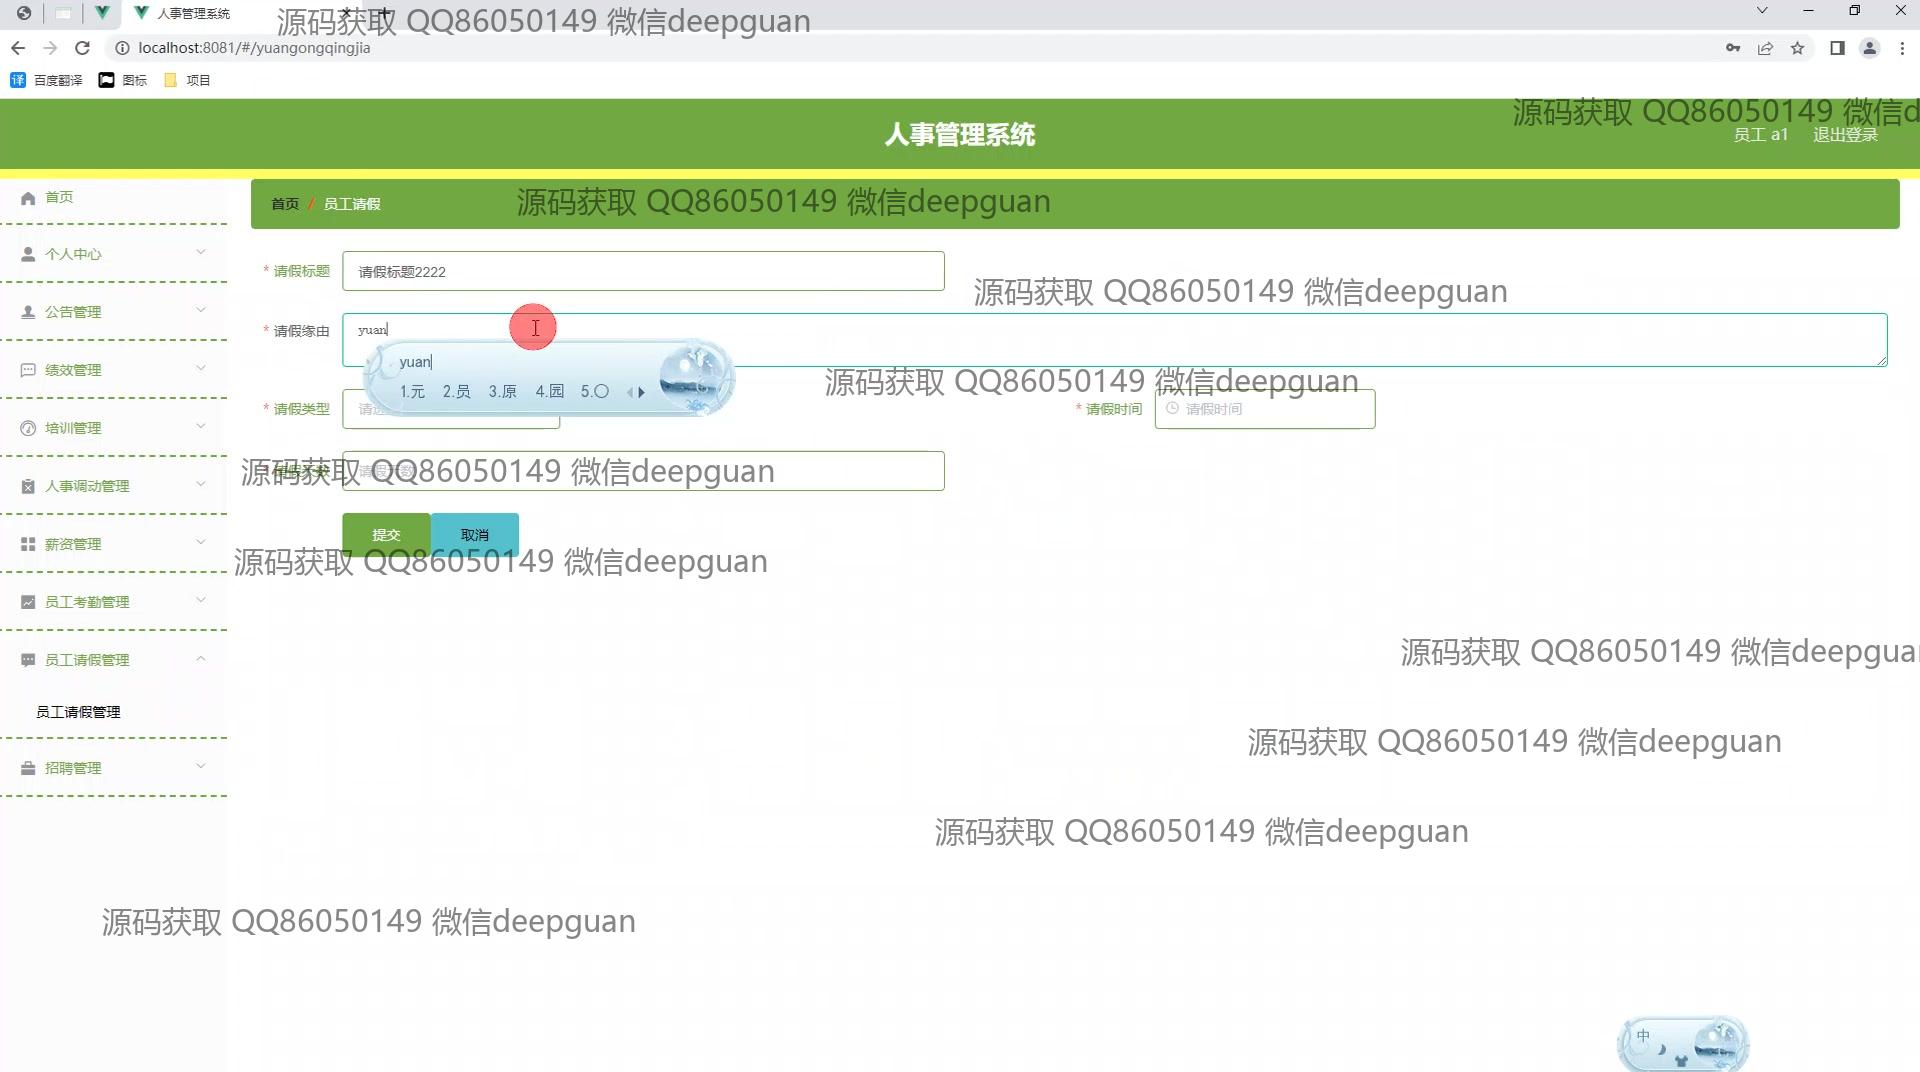 人事管理系统
源码获取 QQ86050149 微信deepguan
localhost:8081/#/yuangongqingjia
百度翻译 图标 项目
源码获取 QQ86050149 微信d
人事管理系统
员工 a1 退出登录
首页
首页 / 员工请假
源码获取 QQ86050149 微信deepguan
个人中心
* 请假标题 请假标题2222
源码获取 QQ86050149 微信deepguan
公告管理
* 请假缘由 yuan
yuan
1.元 2.员 3.原 4.园 5.〇
绩效管理
源码获取 QQ86050149 微信deepguan
* 请假类型
* 请假时间 请假时间
培训管理
源码获取 QQ86050149 微信deepguan
人事调动管理
提交 取消
薪资管理
源码获取 QQ86050149 微信deepguan
员工考勤管理
员工请假管理
源码获取 QQ86050149 微信deepgua
员工请假管理
源码获取 QQ86050149 微信deepguan
招聘管理
源码获取 QQ86050149 微信deepguan
源码获取 QQ86050149 微信deepguan
中